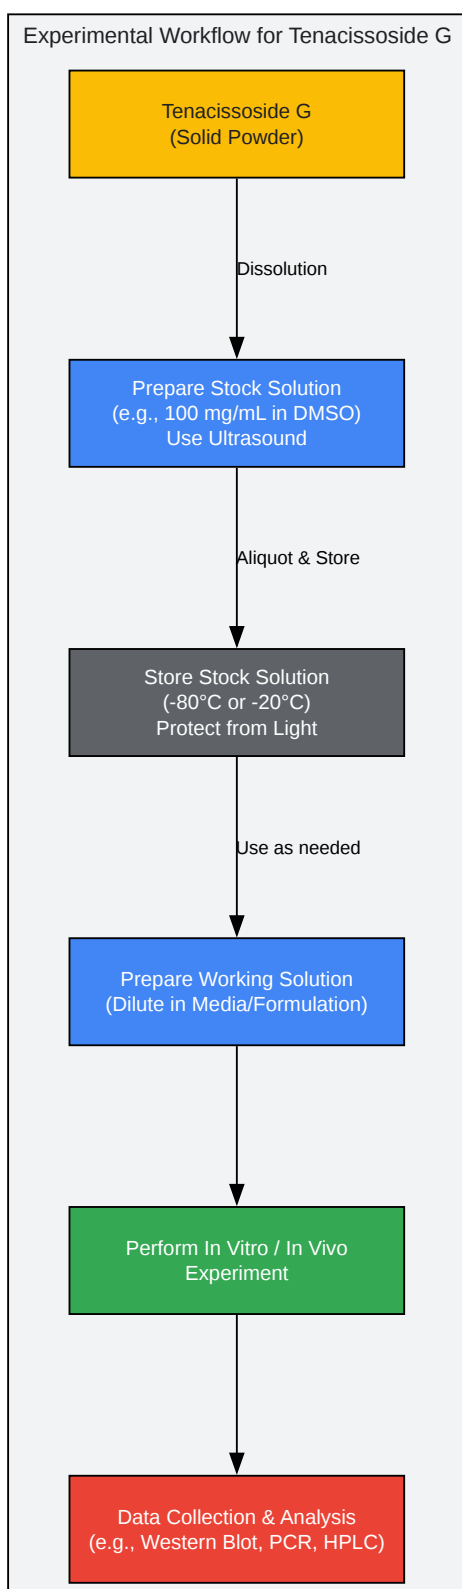 Experimental Workflow for Tenacissoside G
Tenacissoside G
(Solid Powder)
Dissolution
Prepare Stock Solution
(e.g., 100 mg/mL in DMSO)
Use Ultrasound
Aliquot & Store
Store Stock Solution
(-80°C or -20°C)
Protect from Light
Use as needed
Prepare Working Solution
(Dilute in Media/Formulation)
Perform In Vitro / In Vivo
Experiment
Data Collection & Analysis
(e.g., Western Blot, PCR, HPLC)